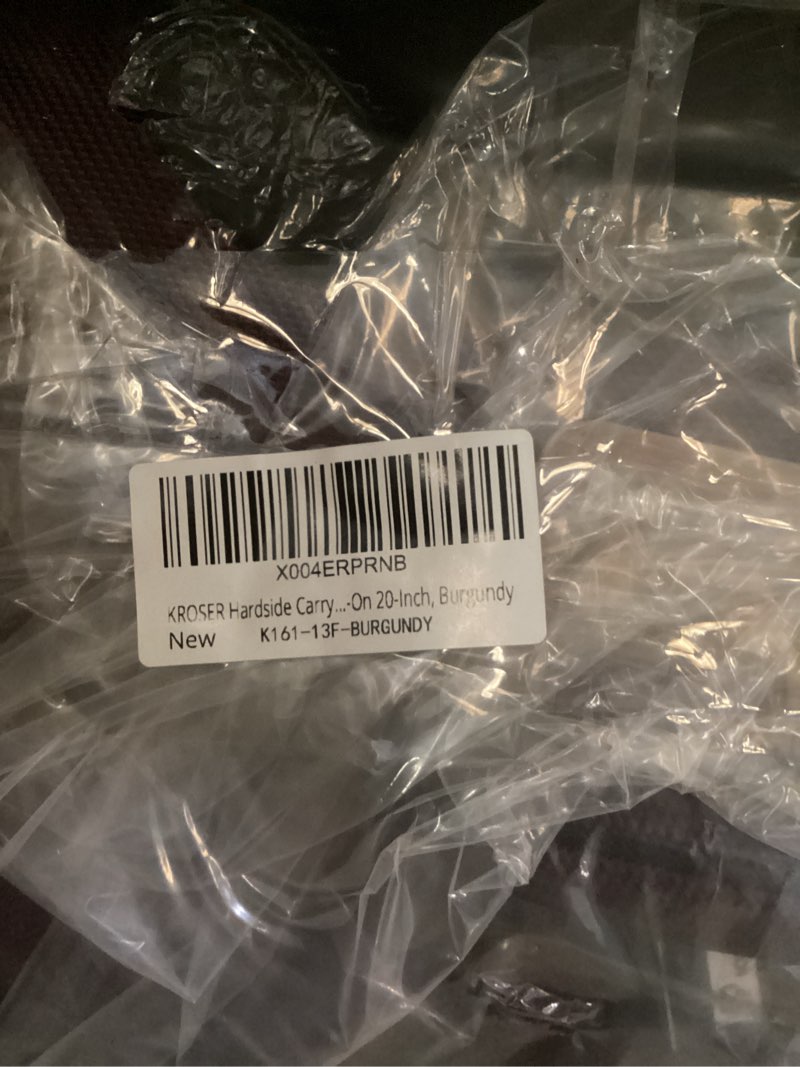 X004ERPRNB
KROSER Hardside Carry...-On 20-Inch, Burgundy
New K161-13F-BURGUNDY